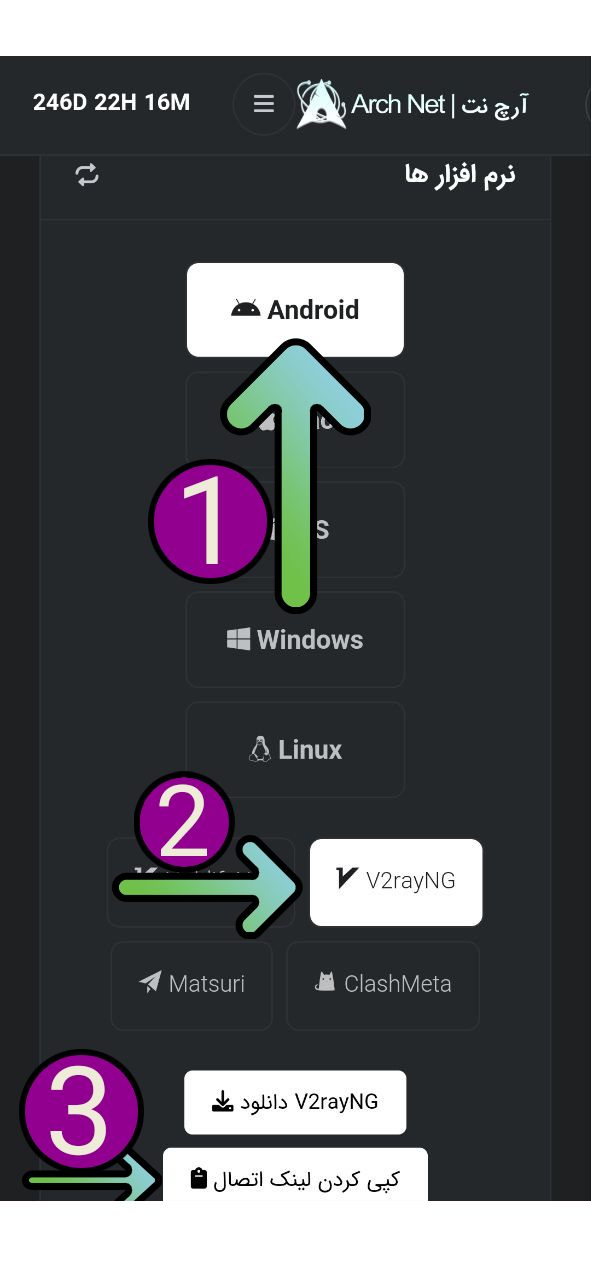 246D 22H 16M
Arch Net | آرچ نت
نرم افزار ها
Android
1
S
Windows
Linux
2
V2rayNG
Matsuri
ClashMeta
3
دانلود V2rayNG
کپی کردن لینک اتصال